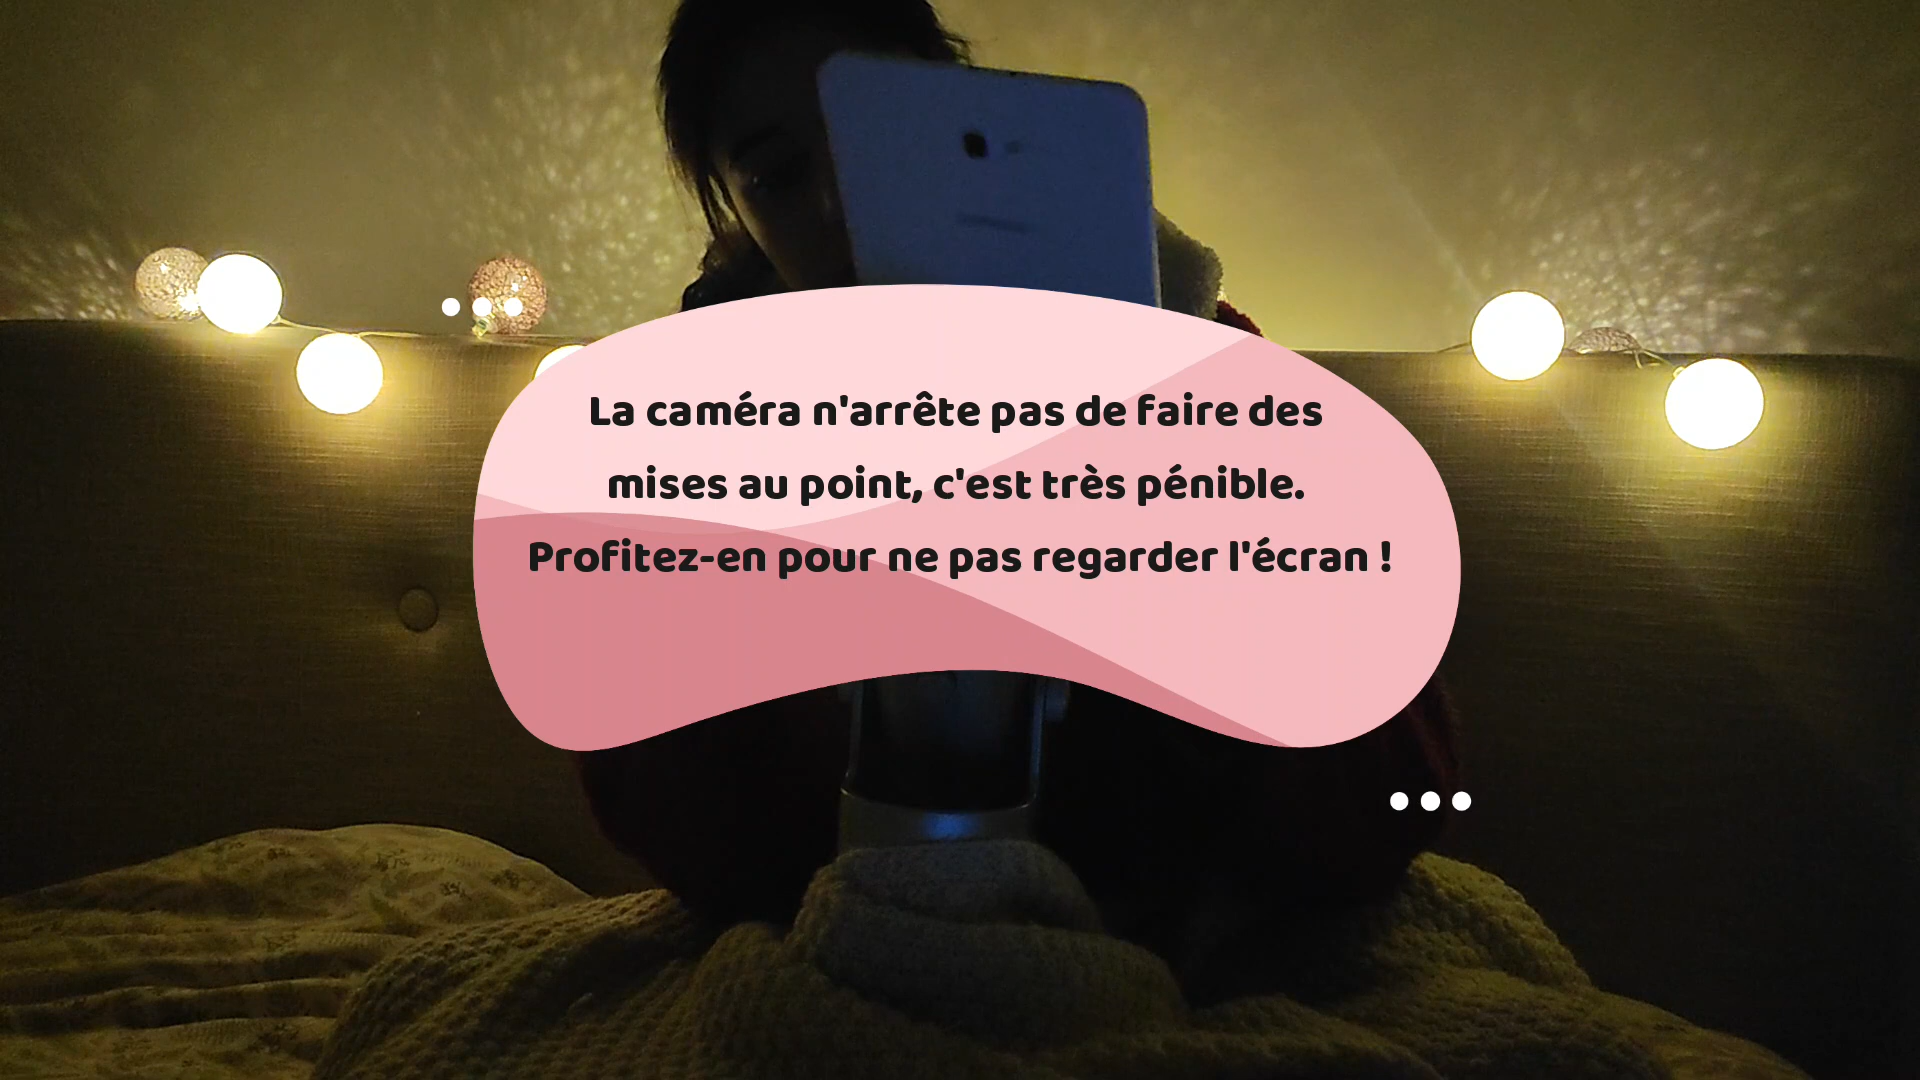 La caméra n'arrête pas de faire des
mises au point, c'est très pénible.
Profitez-en pour ne pas regarder l'écran !